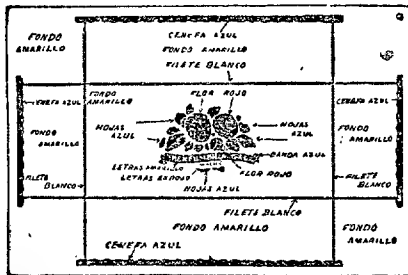 FONDO
AMARILLO
CENEFA AZUL
FONDO AMARILLO
FILETE BLANCO
CENEFA AZUL
FONDO
AMARILLO
FLOR ROJO
CENEFA AZUL
HOJAS
AZUL
HOJAS
AZUL
FONDO
AMARILLO
FONDO
AMARILLO
BANDA AZUL
LETRAS AMARILLO
LETRAS EN ROJO
FLOR ROJO
FILETE
BLANCO
HOJAS AZUL
FILETE
BLANCO
FILETE BLANCO
FONDO AMARILLO
FONDO
AMARILLO
CENEFA AZUL